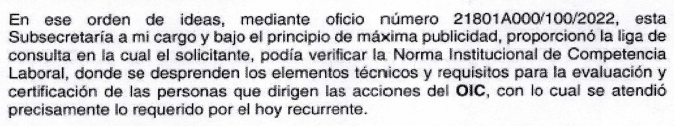 En ese orden de ideas, mediante oficio número 21801A000/100/2022, esta
Subsecretaría a mi cargo y bajo el principio de máxima publicidad, proporcionó la liga de
consulta en la cual el solicitante, podía verificar la Norma Institucional de Competencia
Laboral, donde se desprenden los elementos técnicos y requisitos para la evaluación y
certificación de las personas que dirigen las acciones del OIC, con lo cual se atendió
precisamente lo requerido por el hoy recurrente.